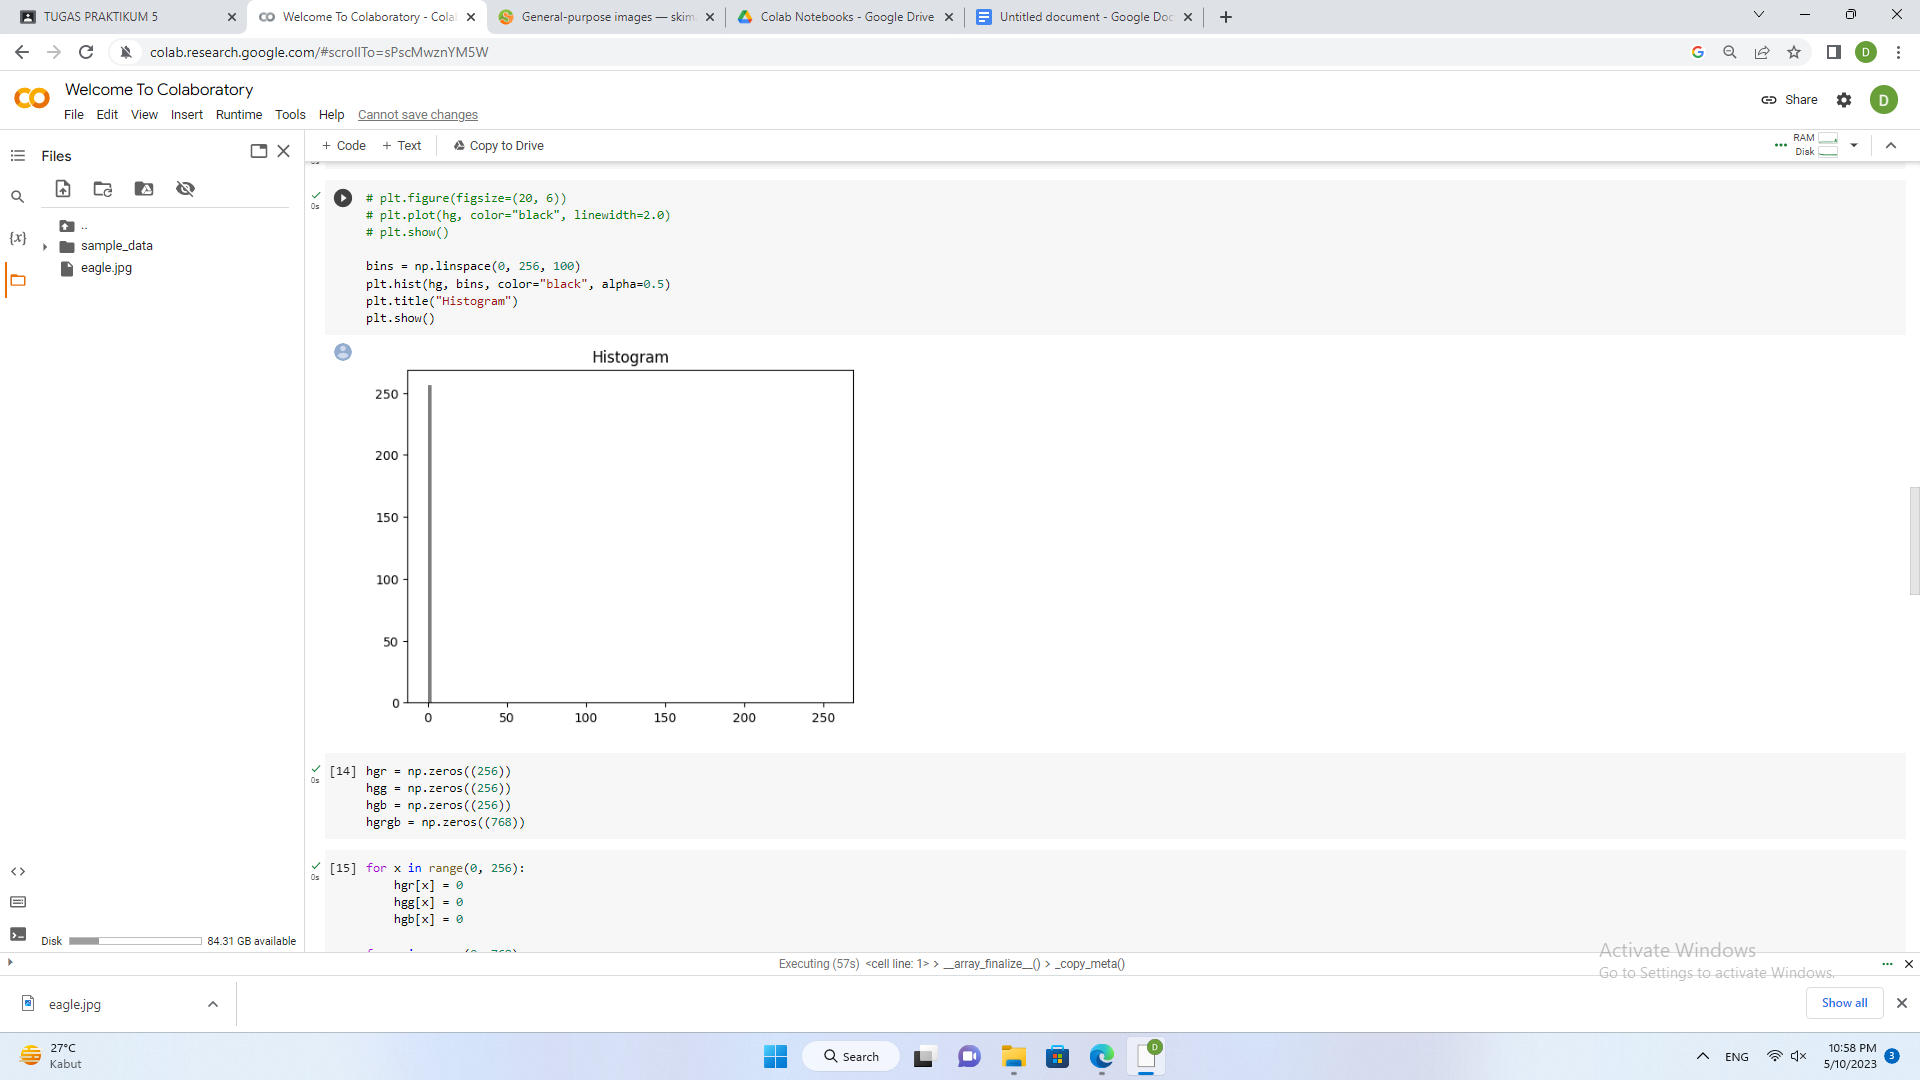 TUGAS PRAKTIKUM 5
Welcome To Colaboratory - Cola
General-purpose images — skim
Colab Notebooks - Google Drive
Untitled document - Google Doc
colab.research.google.com/#scrollTo=sPscMwznYM5W
D
Welcome To Colaboratory
File Edit View Insert Runtime Tools Help Cannot save changes
Share
D
Files
+ Code + Text Copy to Drive
RAM
Disk
..
sample_data
eagle.jpg
{x}
0s
# plt.figure(figsize=(20, 6))
# plt.plot(hg, color="black", linewidth=2.0)
# plt.show()
bins = np.linspace(0, 256, 100)
plt.hist(hg, bins, color="black", alpha=0.5)
plt.title("Histogram")
plt.show()
Histogram
250
200
150
100
50
0
0 50 100 150 200 250
0s
[14] hgr = np.zeros((256))
hgg = np.zeros((256))
hgb = np.zeros((256))
hgrgb = np.zeros((768))
0s
[15] for x in range(0, 256):
hgr[x] = 0
hgg[x] = 0
hgb[x] = 0
Disk 84.31 GB available
Executing (57s) <cell line: 1> > __array_finalize__() > _copy_meta()
Activate Windows
Go to Settings to activate Windows.
eagle.jpg
Show all
27°C
Kabut
Search
D
ENG
10:58 PM
5/10/2023
3